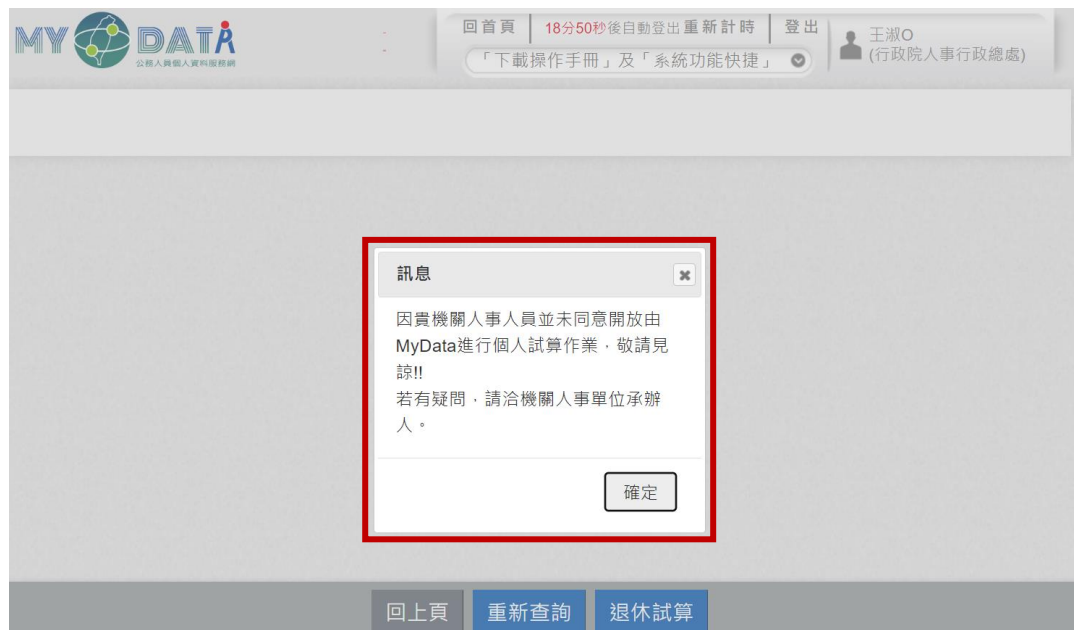 MY DATA
公務人員個人資料服務網
回首頁 18分50秒後自動登出重新計時 登出
「下載操作手冊」及「系統功能快捷」
王淑O
(行政院人事行政總處)
訊息
因貴機關人事人員並未同意開放由
MyData進行個人試算作業，敬請見
諒!!
若有疑問，請洽機關人事單位承辦
人。
確定
回上頁 重新查詢 退休試算